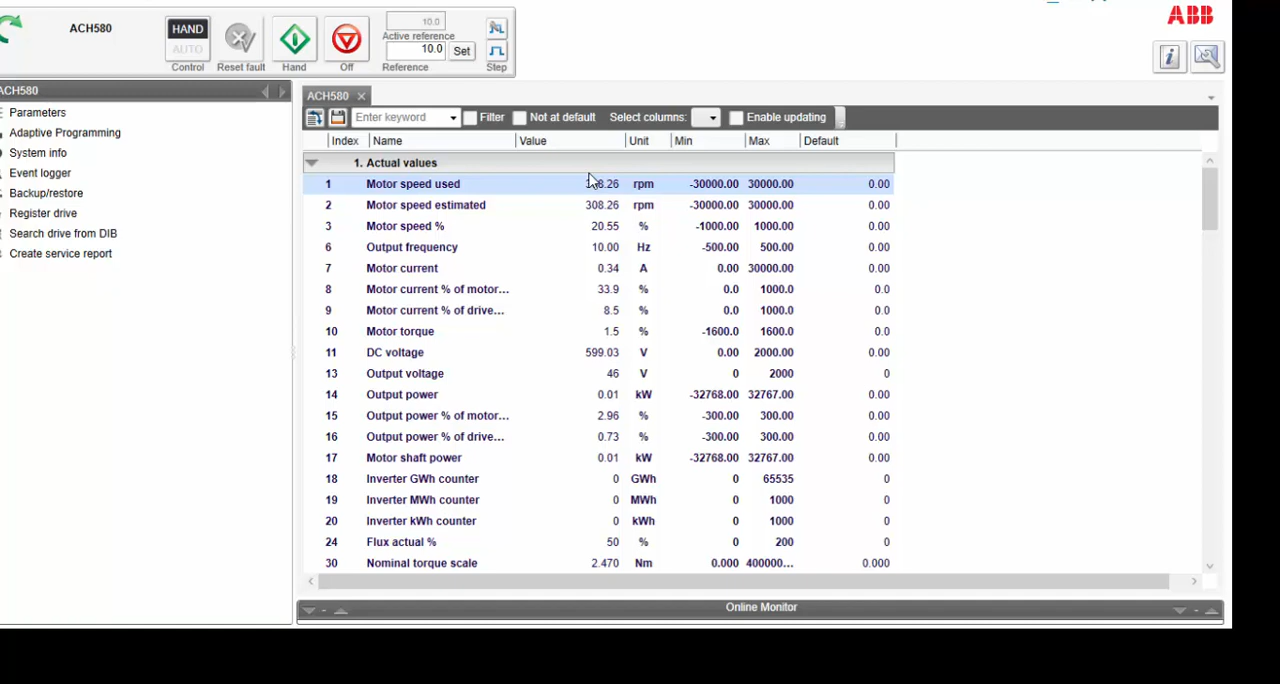 ABB
ACH580
HAND
AUTO
Control
Reset fault
Hand
Off
10.0
Active reference
10.0 Set
Reference
Step
ACH580
Parameters
Adaptive Programming
System info
Event logger
Backup/restore
Register drive
Search drive from DIB
Create service report
ACH580
Enter keyword Filter Not at default Select columns: Enable updating
Index Name Value Unit Min Max Default
1. Actual values
1 Motor speed used rpm -30000.00 30000.00 0.00
2 Motor speed estimated 308.26 rpm -30000.00 30000.00 0.00
3 Motor speed % 20.55 % -1000.00 1000.00 0.00
6 Output frequency 10.00 Hz -500.00 500.00 0.00
7 Motor current 0.34 A 0.00 30000.00 0.00
8 Motor current % of motor... 33.9 % 0.0 1000.0 0.0
9 Motor current % of drive... 8.5 % 0.0 1000.0 0.0
10 Motor torque 1.5 % -1600.0 1600.0 0.0
11 DC voltage 599.03 V 0.00 2000.00 0.00
13 Output voltage 46 V 0 2000 0
14 Output power 0.01 kW -32768.00 32767.00 0.00
15 Output power % of motor... 2.96 % -300.00 300.00 0.00
16 Output power % of drive... 0.73 % -300.00 300.00 0.00
17 Motor shaft power 0.01 kW -32768.00 32767.00 0.00
18 Inverter GWh counter 0 GWh 0 65535 0
19 Inverter MWh counter 0 MWh 0 1000 0
20 Inverter kWh counter 0 kWh 0 1000 0
24 Flux actual % 50 % 0 200 0
30 Nominal torque scale 2.470 Nm 0.000 400000... 0.000
Online Monitor